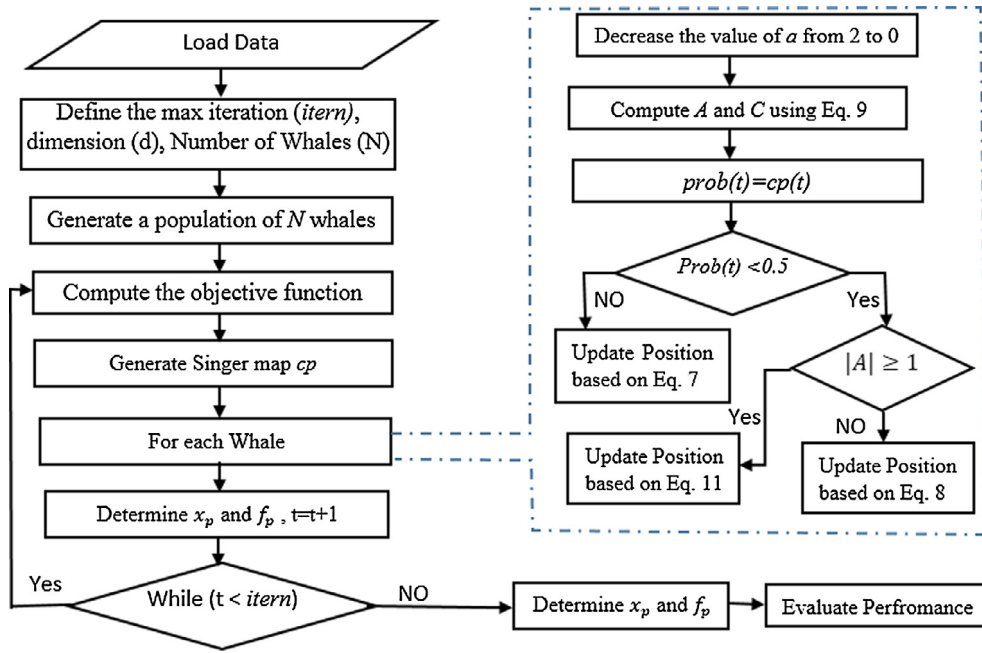 Load Data
Define the max iteration (itern),
dimension (d), Number of Whales (N)
Generate a population of N whales
Compute the objective function
Generate Singer map cp
For each Whale
Determine xₚ and fₚ , t=t+1
Yes
While (t < itern)
NO
Determine xₚ and fₚ
Evaluate Perfromance
Decrease the value of a from 2 to 0
Compute A and C using Eq. 9
prob(t)=cp(t)
Prob(t) <0.5
NO
Yes
Update Position
based on Eq. 7
|A| ≥ 1
Yes
NO
Update Position
based on Eq. 11
Update Position
based on Eq. 8